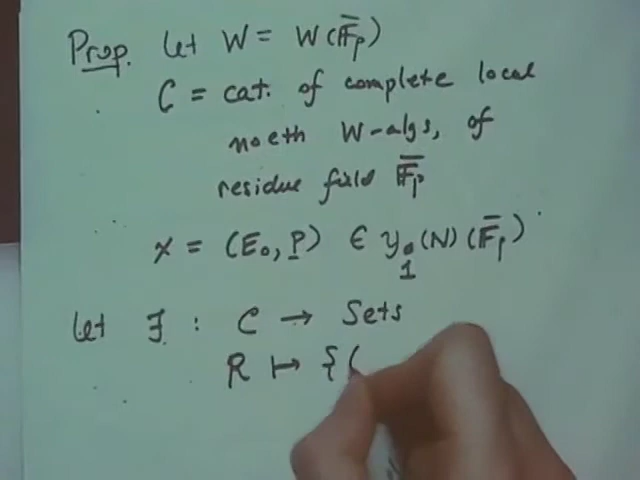 Prop. Let W = W(F̅p)
C = cat. of complete local
noeth W-algs, of
residue field F̅p
x = (E₀, P) ∈ Y₁(N)(F̅p)
Let F : C → Sets
R ↦ {(